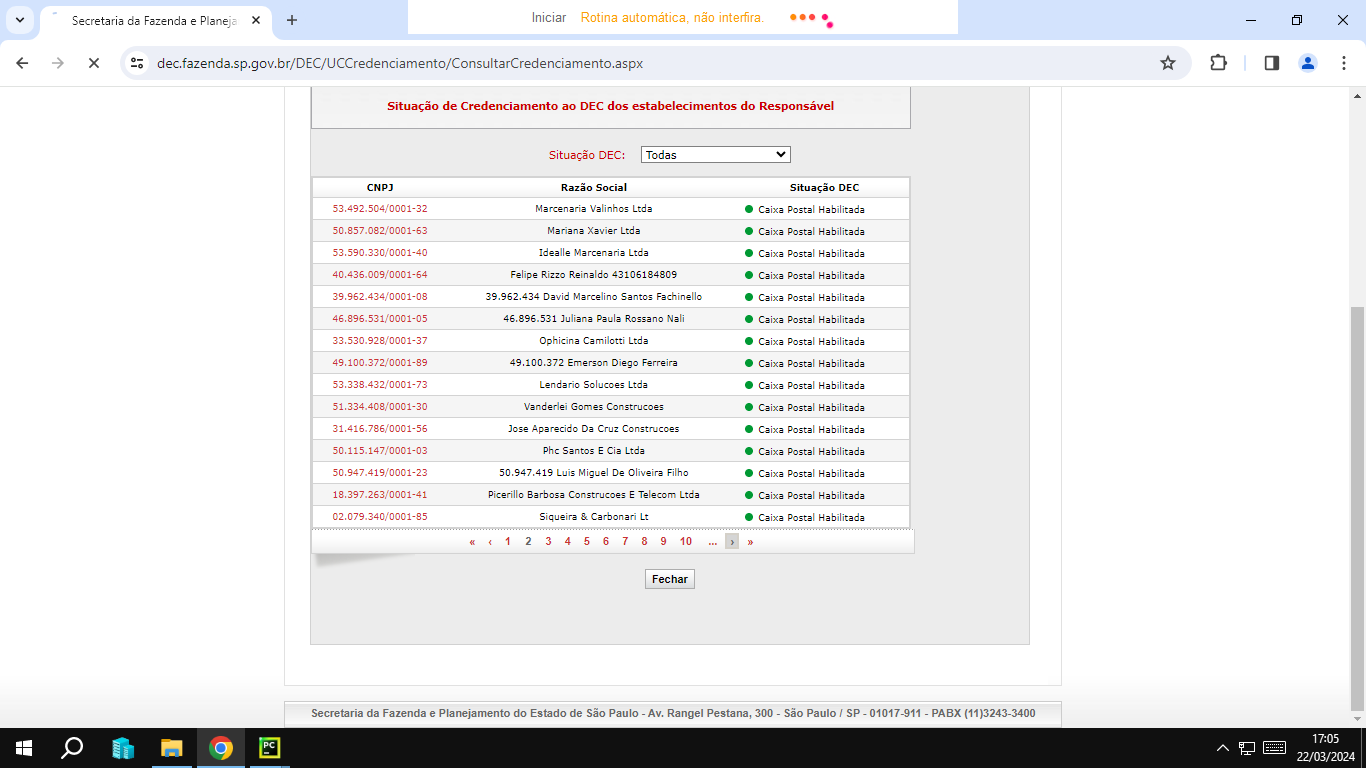 Secretaria da Fazenda e Planeja
Iniciar Rotina automática, não interfira.
dec.fazenda.sp.gov.br/DEC/UCCredenciamento/ConsultarCredenciamento.aspx
Situação de Credenciamento ao DEC dos estabelecimentos do Responsável
Situação DEC: Todas
CNPJ Razão Social Situação DEC
53.492.504/0001-32 Marcenaria Valinhos Ltda Caixa Postal Habilitada
50.857.082/0001-63 Mariana Xavier Ltda Caixa Postal Habilitada
53.590.330/0001-40 Idealle Marcenaria Ltda Caixa Postal Habilitada
40.436.009/0001-64 Felipe Rizzo Reinaldo 43106184809 Caixa Postal Habilitada
39.962.434/0001-08 39.962.434 David Marcelino Santos Fachinello Caixa Postal Habilitada
46.896.531/0001-05 46.896.531 Juliana Paula Rossano Nali Caixa Postal Habilitada
33.530.928/0001-37 Ophicina Camilotti Ltda Caixa Postal Habilitada
49.100.372/0001-89 49.100.372 Emerson Diego Ferreira Caixa Postal Habilitada
53.338.432/0001-73 Lendario Solucoes Ltda Caixa Postal Habilitada
51.334.408/0001-30 Vanderlei Gomes Construcoes Caixa Postal Habilitada
31.416.786/0001-56 Jose Aparecido Da Cruz Construcoes Caixa Postal Habilitada
50.115.147/0001-03 Phc Santos E Cia Ltda Caixa Postal Habilitada
50.947.419/0001-23 50.947.419 Luis Miguel De Oliveira Filho Caixa Postal Habilitada
18.397.263/0001-41 Picerillo Barbosa Construcoes E Telecom Ltda Caixa Postal Habilitada
02.079.340/0001-85 Siqueira & Carbonari Lt Caixa Postal Habilitada
« ‹ 1 2 3 4 5 6 7 8 9 10 ... › »
Fechar
Secretaria da Fazenda e Planejamento do Estado de São Paulo - Av. Rangel Pestana, 300 - São Paulo / SP - 01017-911 - PABX (11)3243-3400
PC
17:05
22/03/2024